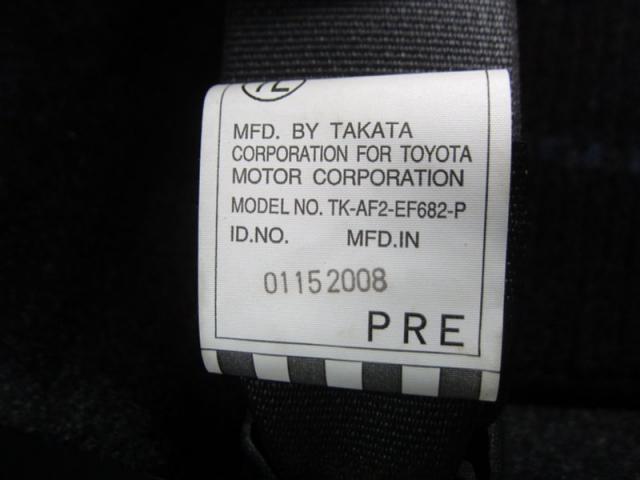 MFD. BY TAKATA
CORPORATION FOR TOYOTA
MOTOR CORPORATION
MODEL NO. TK-AF2-EF682-P
ID.NO. MFD.IN
01152008
PRE